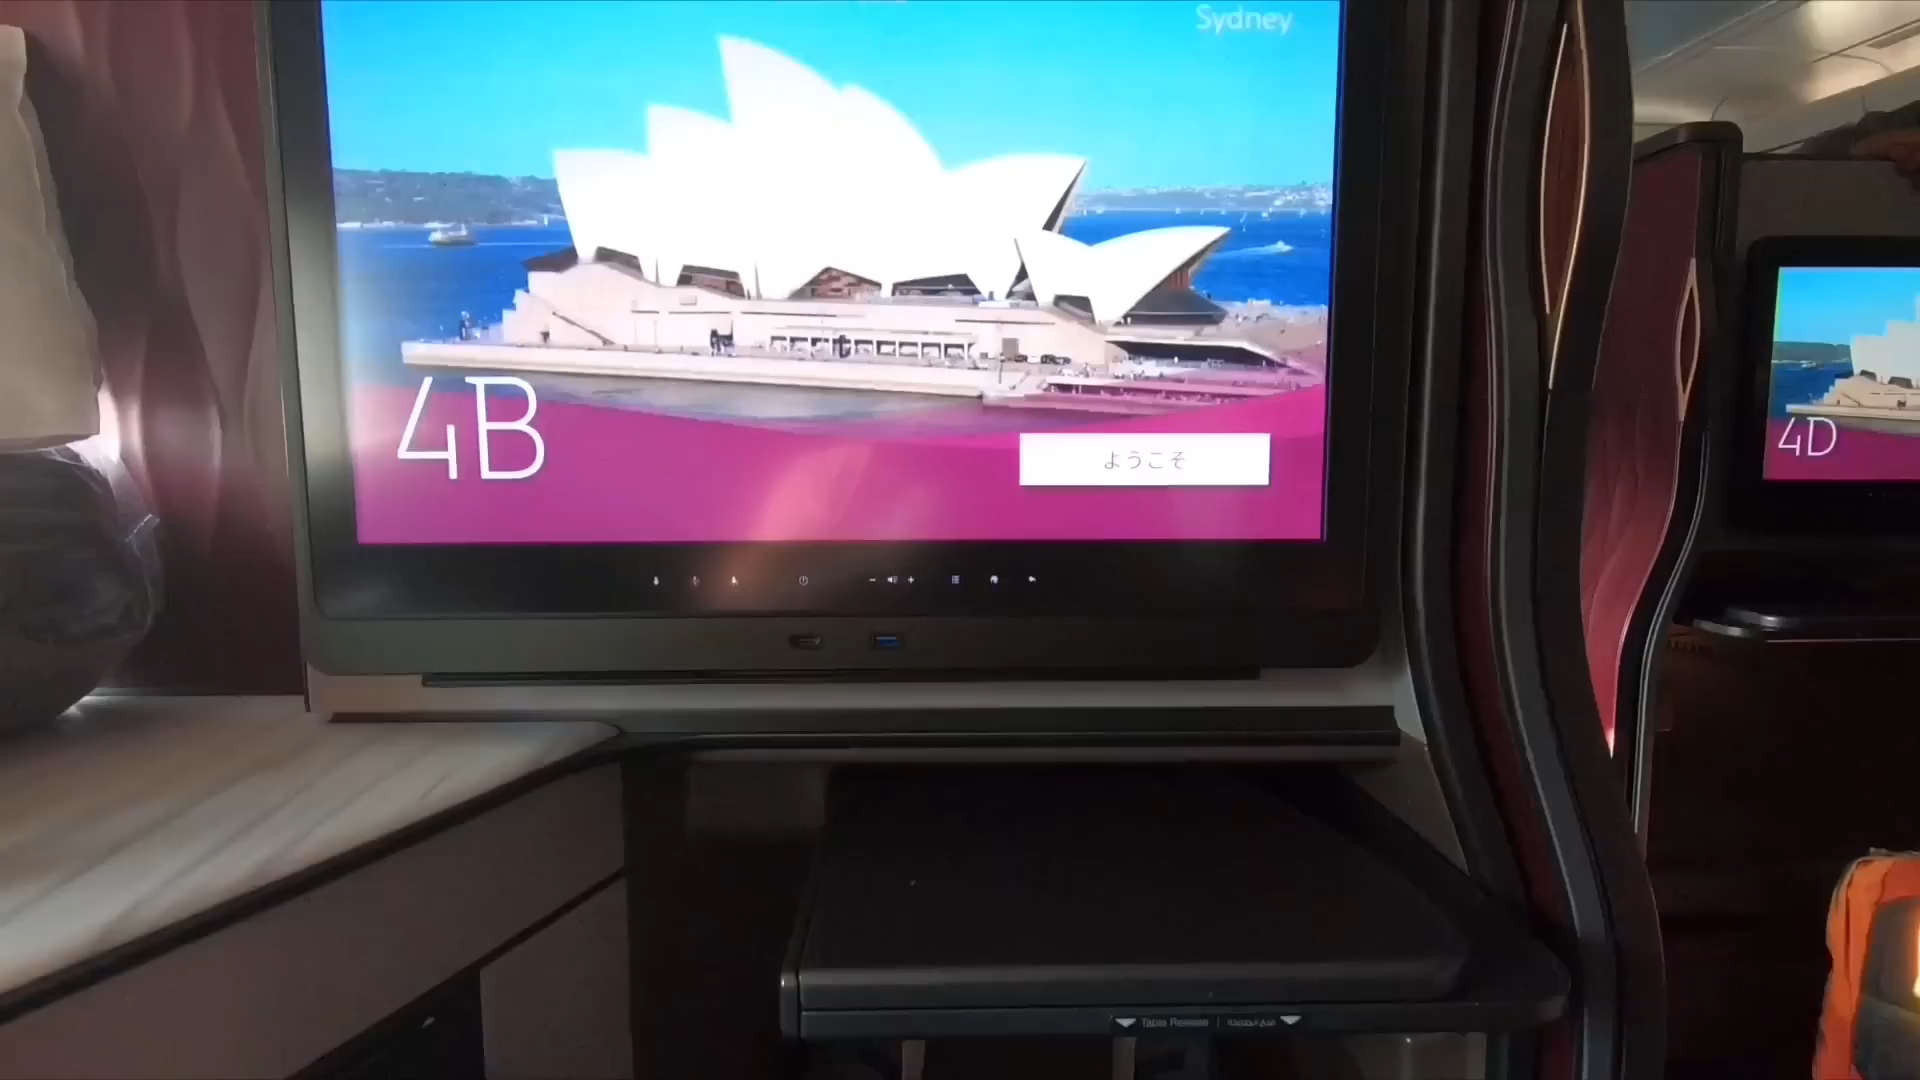 Sydney
4B
ようこそ
4D
Table Release